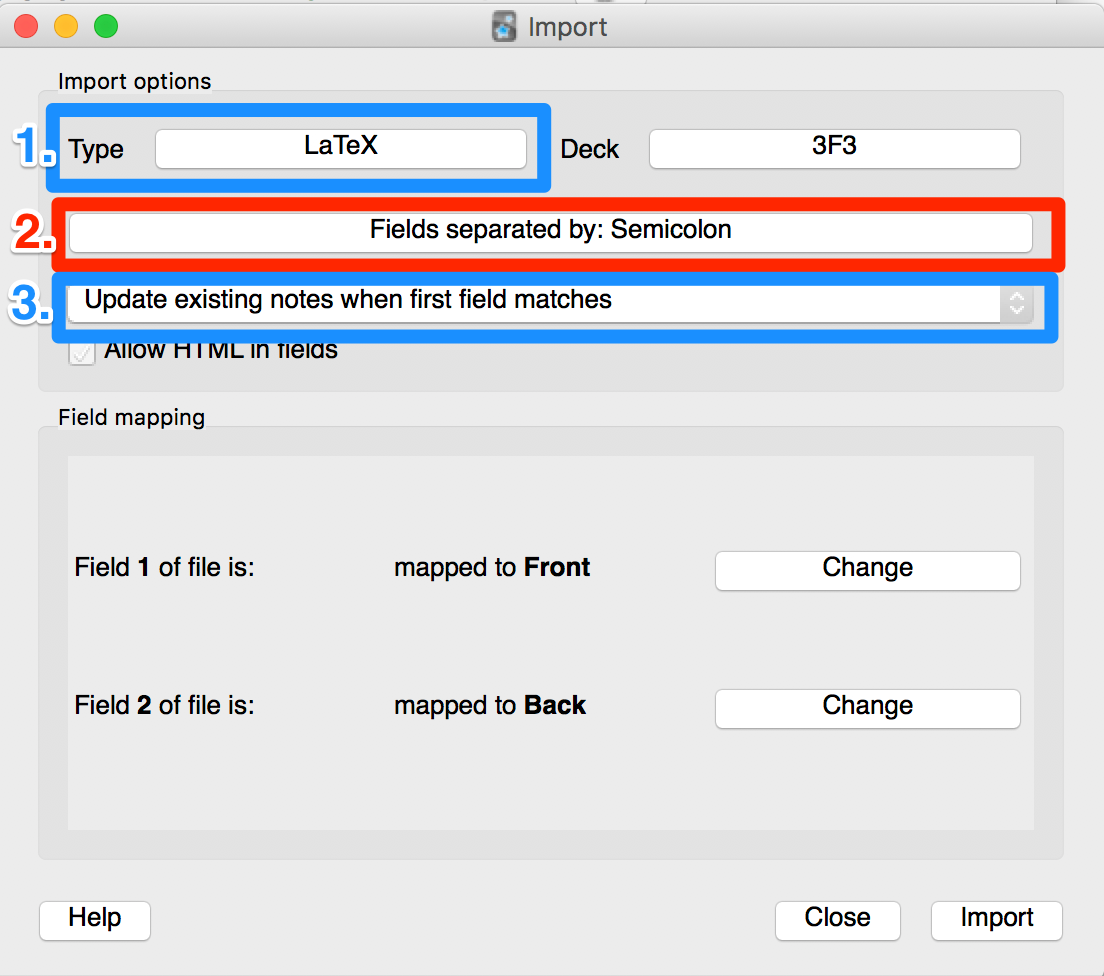 Import
Import options
1. Type LaTeX Deck 3F3
2. Fields separated by: Semicolon
3. Update existing notes when first field matches
Allow HTML in fields
Field mapping
Field 1 of file is: mapped to Front Change
Field 2 of file is: mapped to Back Change
Help Close Import